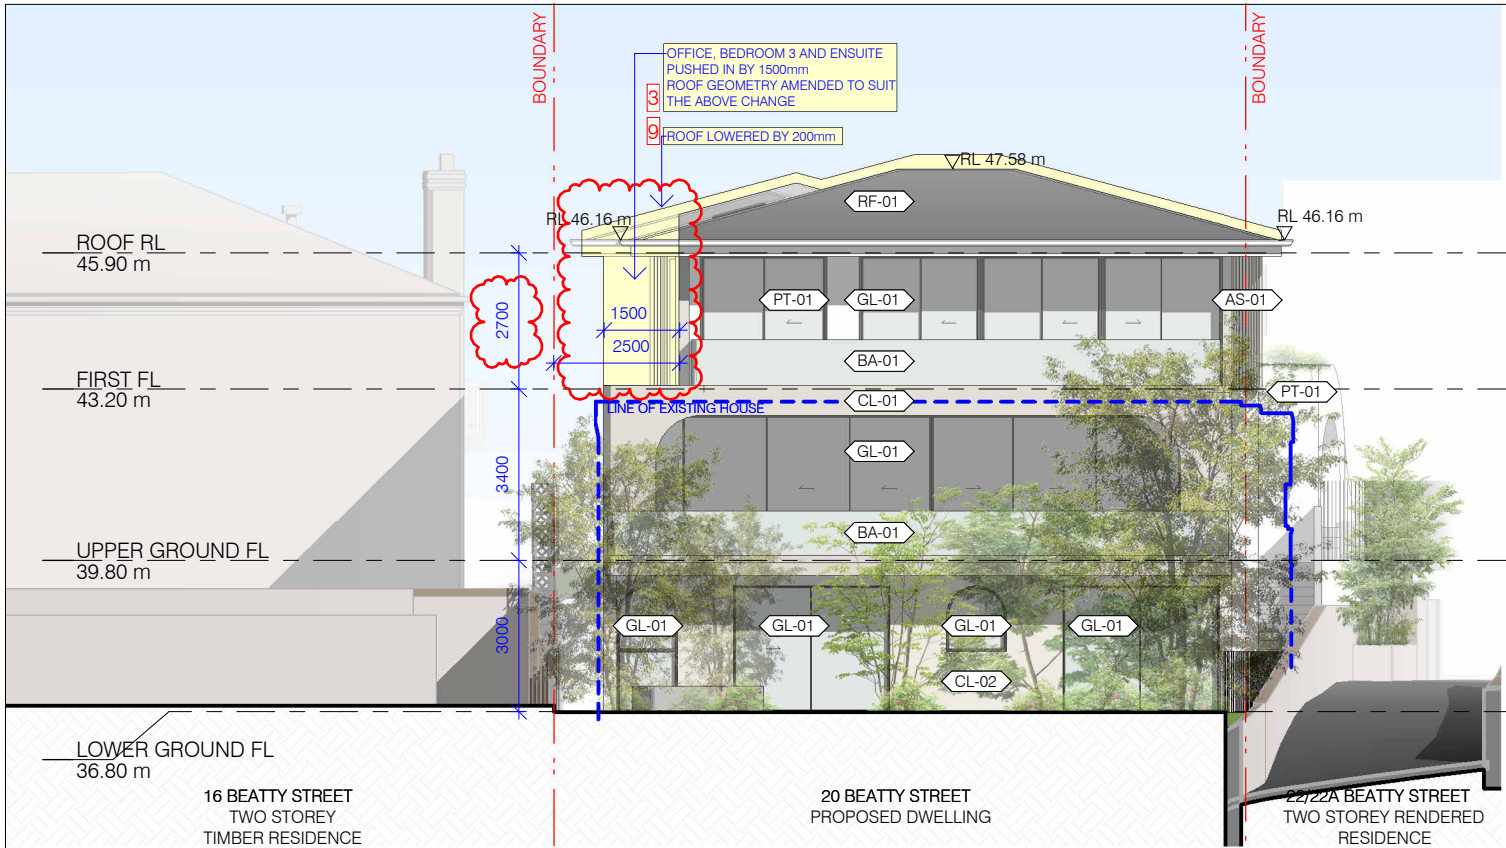 BOUNDARY
BOUNDARY
OFFICE, BEDROOM 3 AND ENSUITE
PUSHED IN BY 1500mm
ROOF GEOMETRY AMENDED TO SUIT
THE ABOVE CHANGE
3
9
ROOF LOWERED BY 200mm
RL 47.58 m
RF-01
RL 46.16 m
RL 46.16 m
ROOF RL
45.90 m
2700
1500
2500
PT-01
GL-01
AS-01
BA-01
FIRST FL
43.20 m
PT-01
CL-01
LINE OF EXISTING HOUSE
GL-01
3400
BA-01
UPPER GROUND FL
39.80 m
3000
GL-01
GL-01
GL-01
GL-01
CL-02
LOWER GROUND FL
36.80 m
16 BEATTY STREET
TWO STOREY
TIMBER RESIDENCE
20 BEATTY STREET
PROPOSED DWELLING
22/22A BEATTY STREET
TWO STOREY RENDERED
RESIDENCE